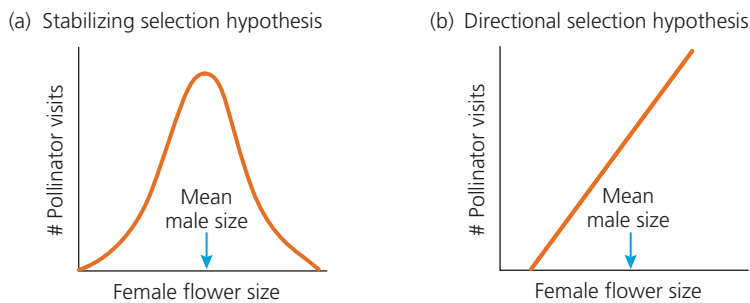 (a) Stabilizing selection hypothesis
# Pollinator visits
Mean
male size
Female flower size
(b) Directional selection hypothesis
# Pollinator visits
Mean
male size
Female flower size